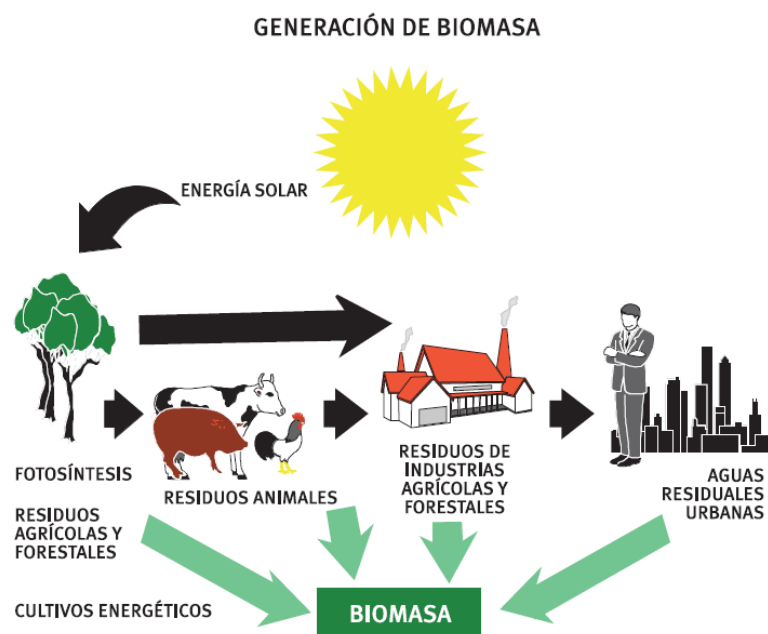 GENERACIÓN DE BIOMASA
ENERGÍA SOLAR
FOTOSÍNTESIS
RESIDUOS
AGRÍCOLAS Y
FORESTALES
CULTIVOS ENERGÉTICOS
RESIDUOS ANIMALES
RESIDUOS DE
INDUSTRIAS
AGRÍCOLAS Y
FORESTALES
AGUAS
RESIDUALES
URBANAS
BIOMASA